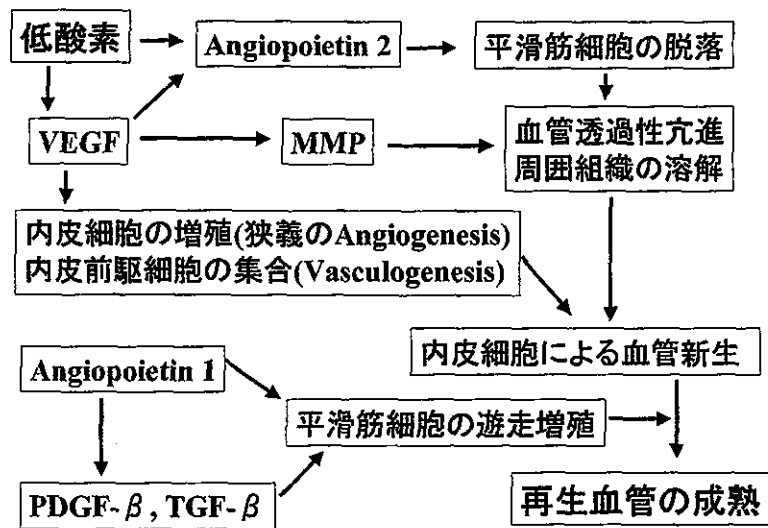 低酸素
Angiopoietin 2
平滑筋細胞の脱落
VEGF
MMP
血管透過性亢進
周囲組織の溶解
内皮細胞の増殖(狭義のAngiogenesis)
内皮前駆細胞の集合(Vasculogenesis)
内皮細胞による血管新生
Angiopoietin 1
平滑筋細胞の遊走増殖
PDGF-β, TGF-β
再生血管の成熟